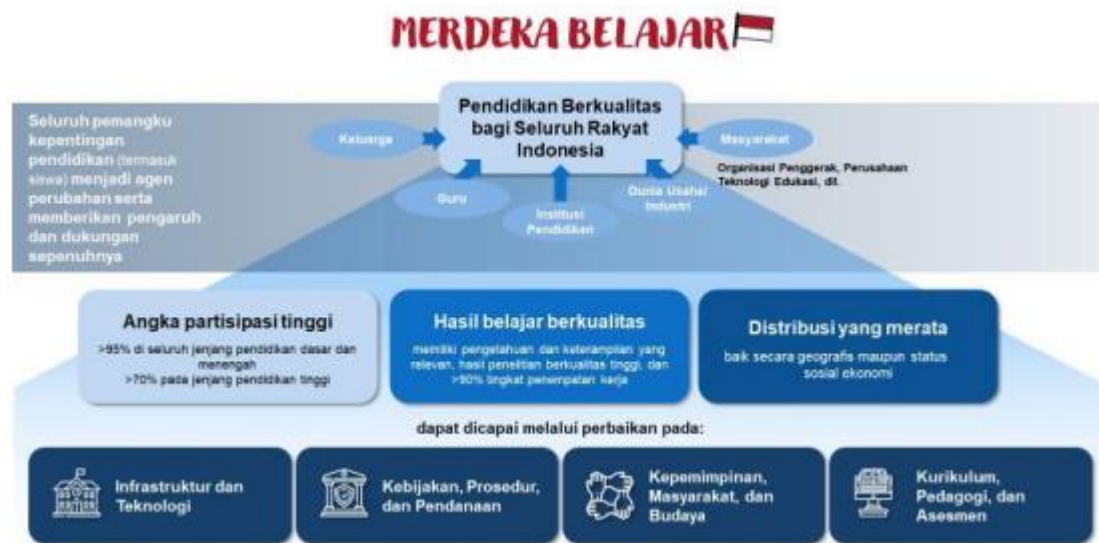 MERDEKA BELAJAR
Pendidikan Berkualitas
bagi Seluruh Rakyat
Indonesia
Seluruh pemangku
kepentingan
pendidikan (termasuk
siswa) menjadi agen
perubahan serta
memberikan pengaruh
dan dukungan
sepenuhnya
Keluarga
Guru
Institusi
Pendidikan
Dunia Usaha/
Industri
Masyarakat
Organisasi Penggerak, Perusahaan
Teknologi Edukasi, dll.
Angka partisipasi tinggi
>95% di seluruh jenjang pendidikan dasar dan
menengah
>70% pada jenjang pendidikan tinggi
Hasil belajar berkualitas
memiliki pengetahuan dan keterampilan yang
relevan, hasil penelitian berkualitas tinggi, dan
>90% tingkat penempatan kerja
Distribusi yang merata
baik secara geografis maupun status
sosial ekonomi
dapat dicapai melalui perbaikan pada:
Infrastruktur dan
Teknologi
Kebijakan, Prosedur,
dan Pendanaan
Kepemimpinan,
Masyarakat, dan
Budaya
Kurikulum,
Pedagogi, dan
Asesmen